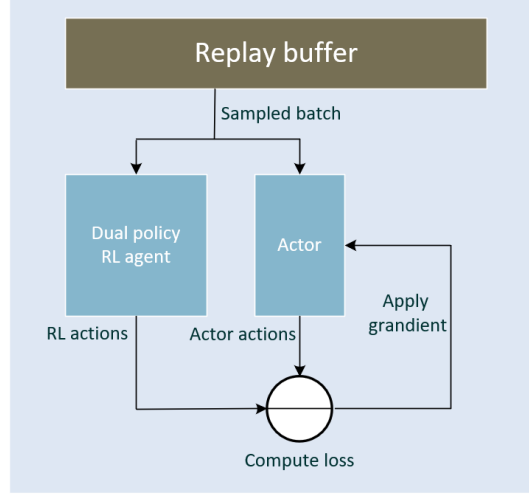 Replay buffer
Sampled batch
Dual policy
RL agent
Actor
RL actions
Actor actions
Apply
grandient
Compute loss